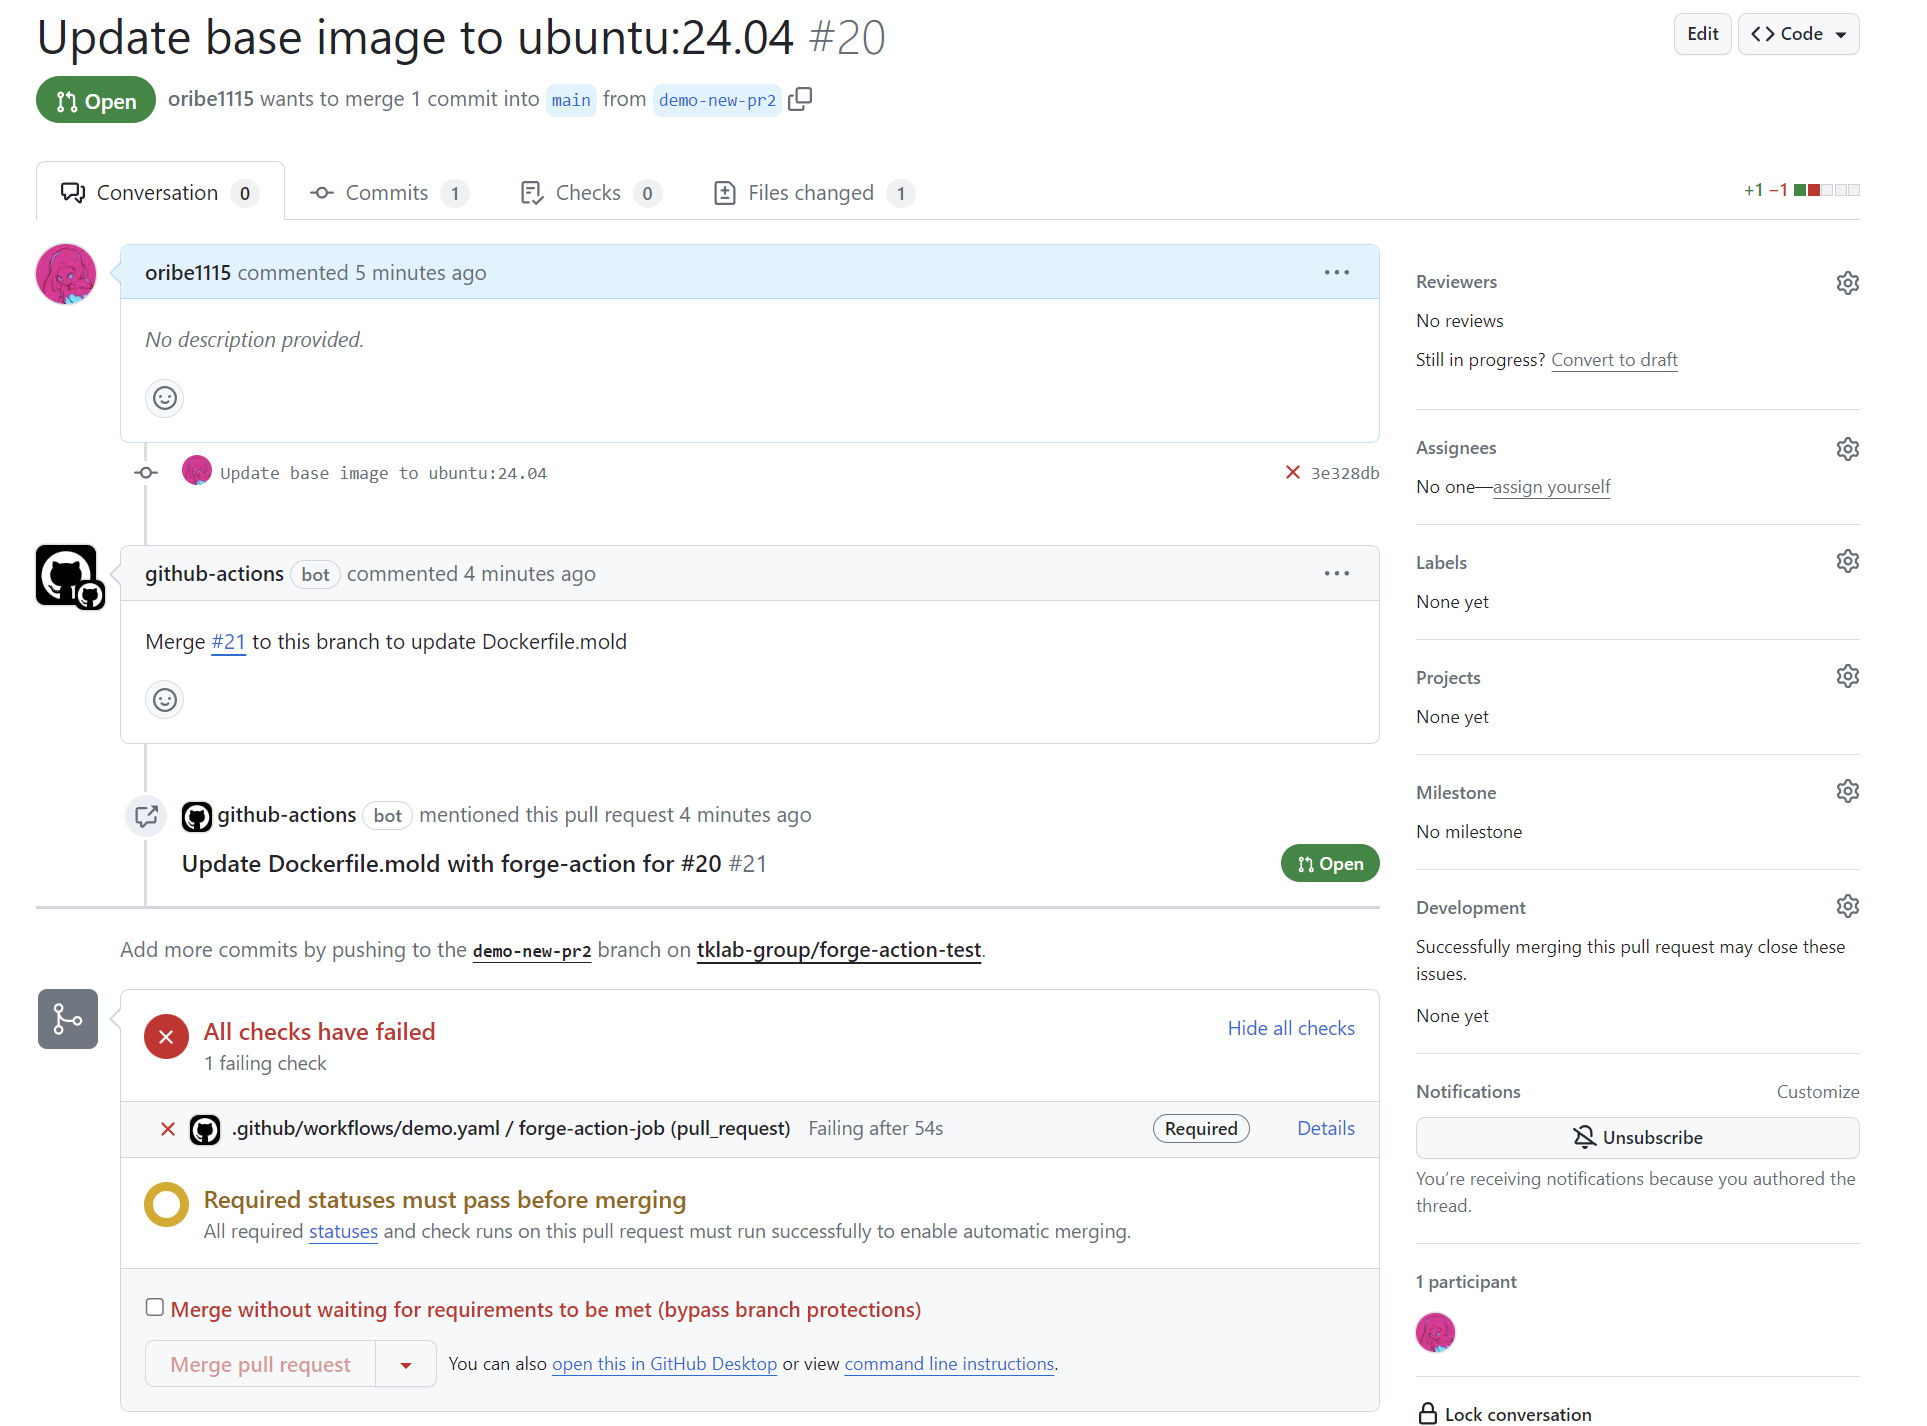 Update base image to ubuntu:24.04 #20
Edit
<> Code
Open
oribe1115 wants to merge 1 commit into main from demo-new-pr2
Conversation 0
Commits 1
Checks 0
Files changed 1
+1 −1
oribe1115 commented 5 minutes ago
No description provided.
Update base image to ubuntu:24.04
3e328db
github-actions bot commented 4 minutes ago
Merge #21 to this branch to update Dockerfile.mold
github-actions bot mentioned this pull request 4 minutes ago
Update Dockerfile.mold with forge-action for #20 #21
Open
Add more commits by pushing to the demo-new-pr2 branch on tklab-group/forge-action-test.
All checks have failed
1 failing check
Hide all checks
.github/workflows/demo.yaml / forge-action-job (pull_request) Failing after 54s
Required
Details
Required statuses must pass before merging
All required statuses and check runs on this pull request must run successfully to enable automatic merging.
Merge without waiting for requirements to be met (bypass branch protections)
Merge pull request
You can also open this in GitHub Desktop or view command line instructions.
Reviewers
No reviews
Still in progress? Convert to draft
Assignees
No one—assign yourself
Labels
None yet
Projects
None yet
Milestone
No milestone
Development
Successfully merging this pull request may close these
issues.
None yet
Notifications
Customize
Unsubscribe
You're receiving notifications because you authored the
thread.
1 participant
Lock conversation